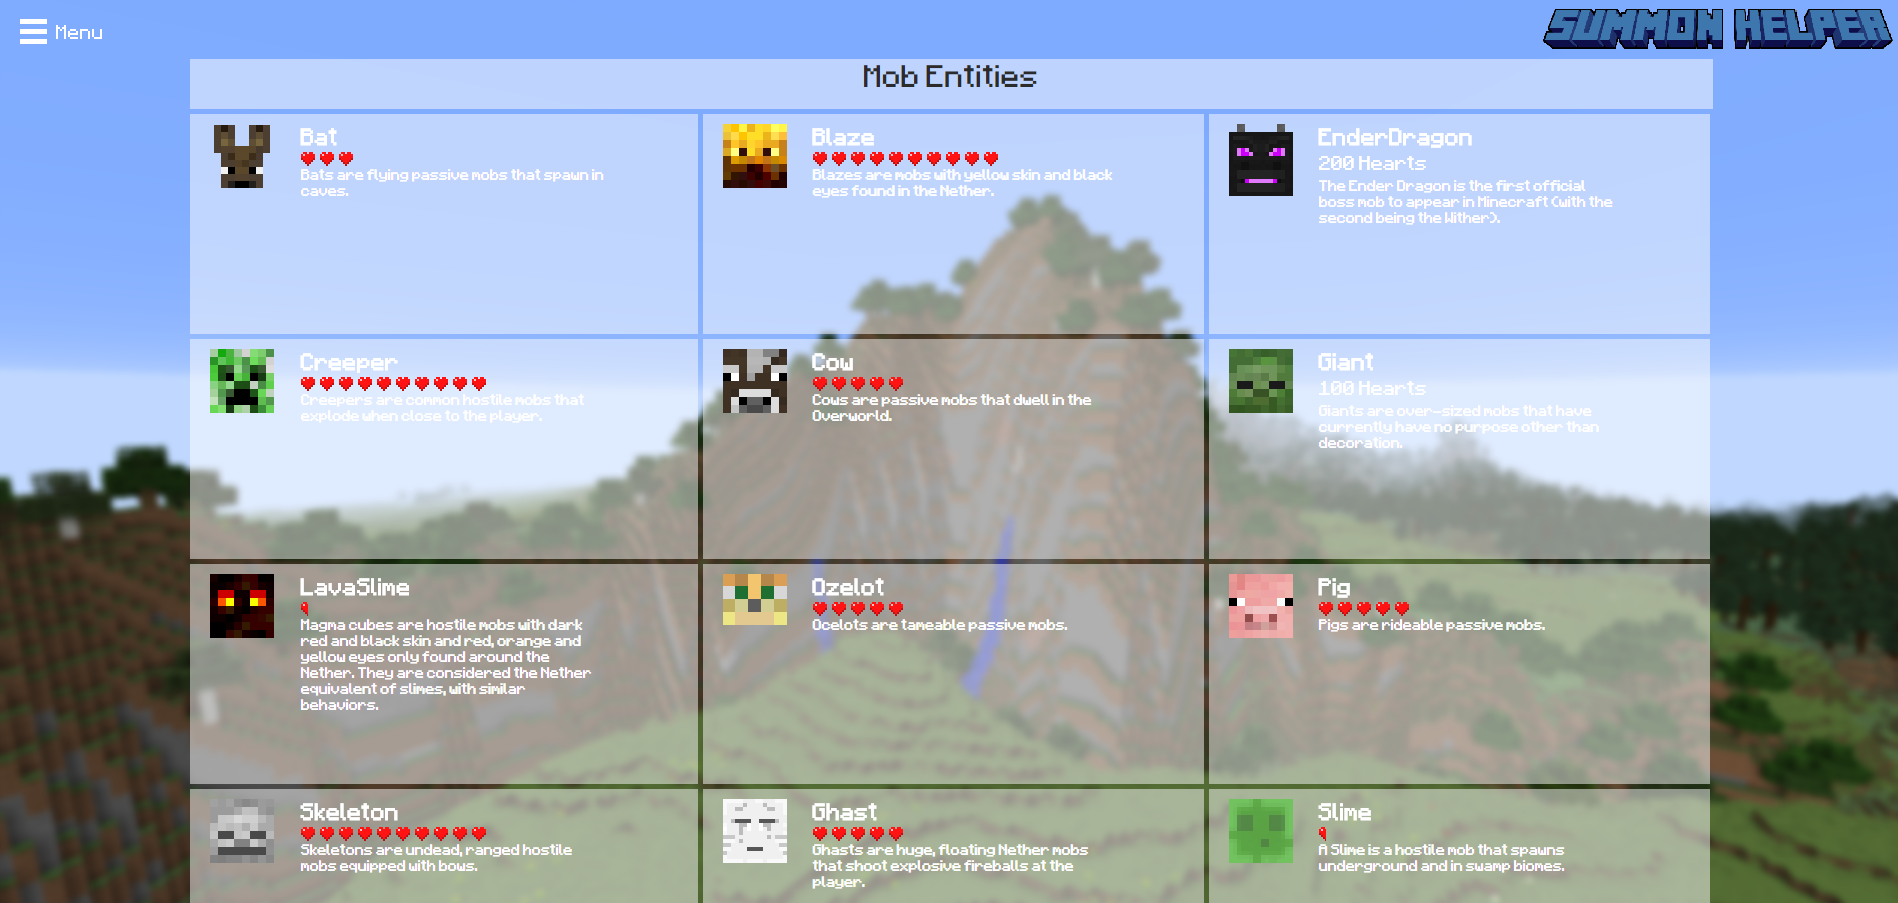 Menu
SUMMON HELPER
Mob Entities
Bat
Bats are flying passive mobs that spawn in
caves.
Blaze
Blazes are mobs with yellow skin and black
eyes found in the Nether.
EnderDragon
200 Hearts
The Ender Dragon is the first official
boss mob to appear in Minecraft (with the
second being the Wither).
Creeper
Creepers are common hostile mobs that
explode when close to the player.
Cow
Cows are passive mobs that dwell in the
Overworld.
Giant
100 Hearts
Giants are over-sized mobs that have
currently have no purpose other than
decoration.
LavaSlime
Magma cubes are hostile mobs with dark
red and black skin and red, orange and
yellow eyes only found around the
Nether. They are considered the Nether
equivalent of slimes, with similar
behaviors.
Ozelot
Ocelots are tameable passive mobs.
Pig
Pigs are rideable passive mobs.
Skeleton
Skeletons are undead, ranged hostile
mobs equipped with bows.
Ghast
Ghasts are huge, floating Nether mobs
that shoot explosive fireballs at the
player.
Slime
A Slime is a hostile mob that spawns
underground and in swamp biomes.